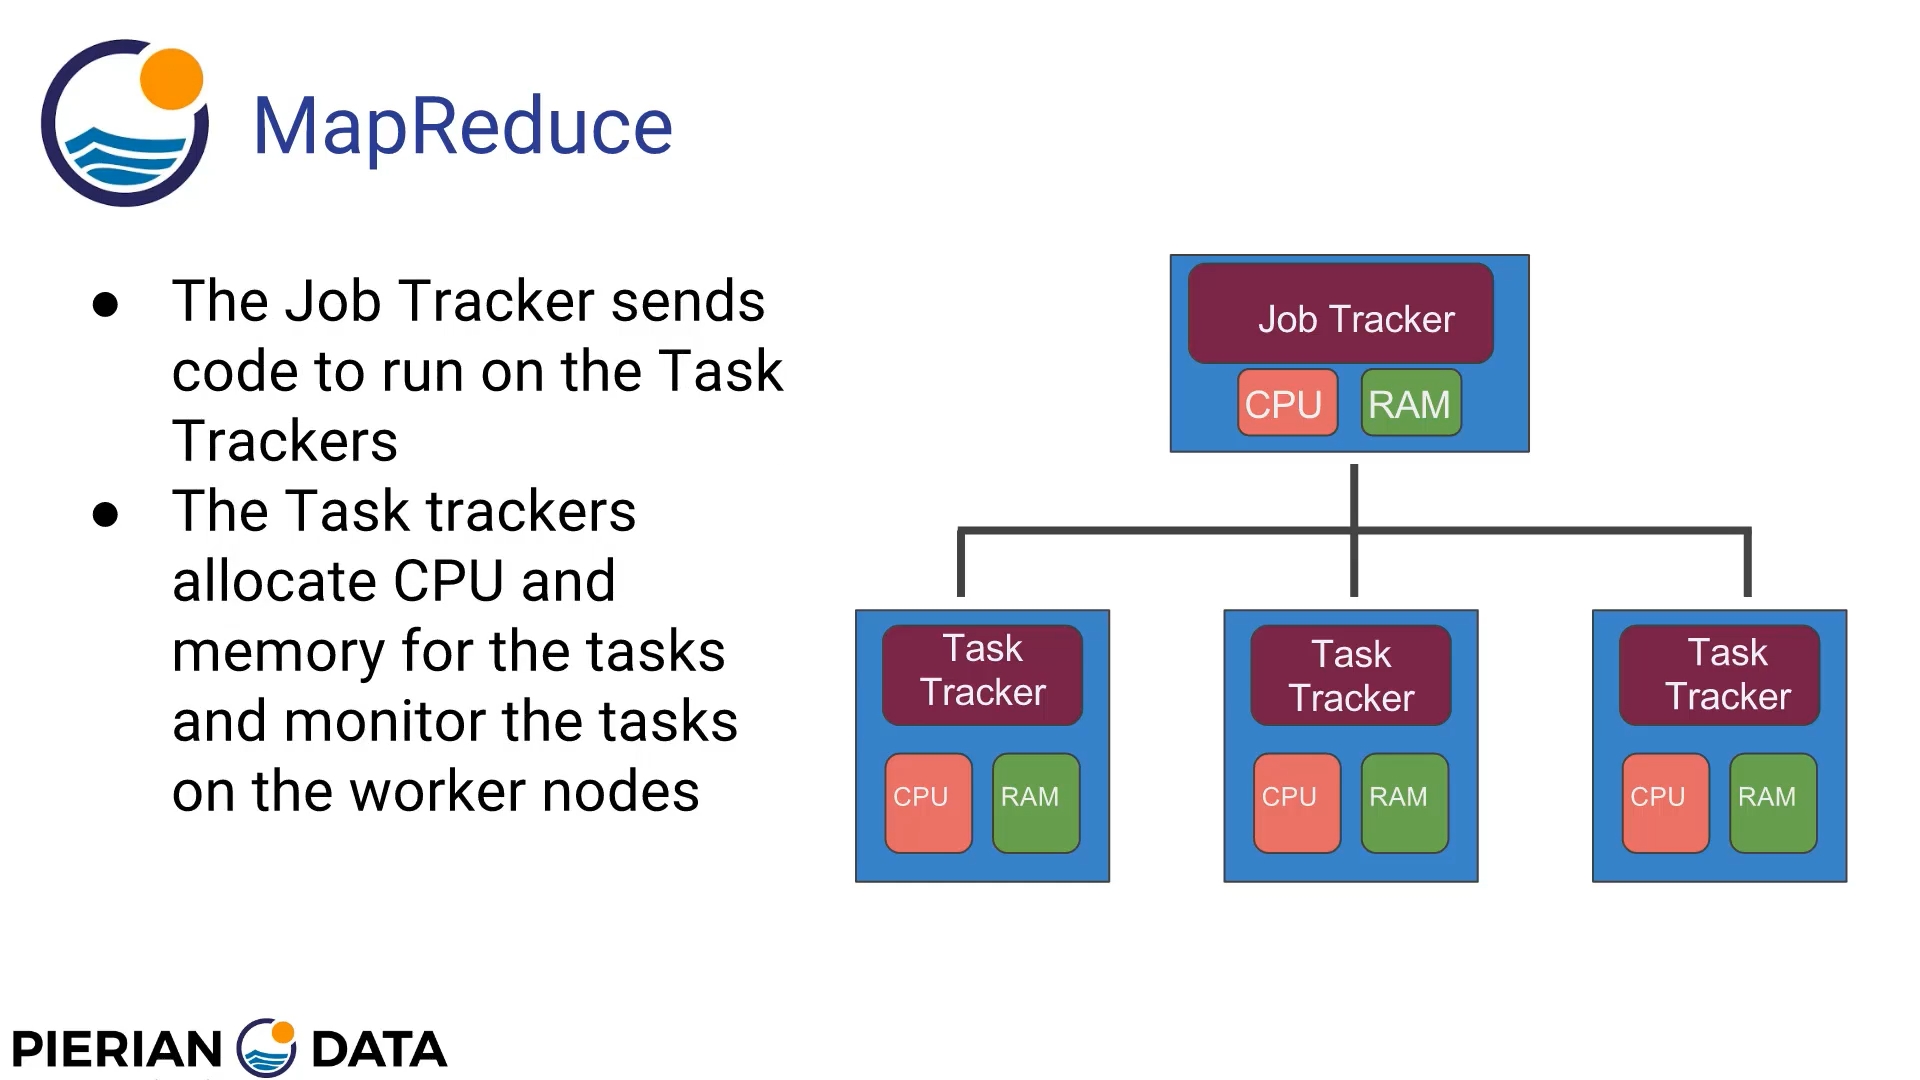 MapReduce
● The Job Tracker sends
code to run on the Task
Trackers
● The Task trackers
allocate CPU and
memory for the tasks
and monitor the tasks
on the worker nodes
Job Tracker
CPU RAM
Task
Tracker
CPU RAM
Task
Tracker
CPU RAM
Task
Tracker
CPU RAM
PIERIAN DATA